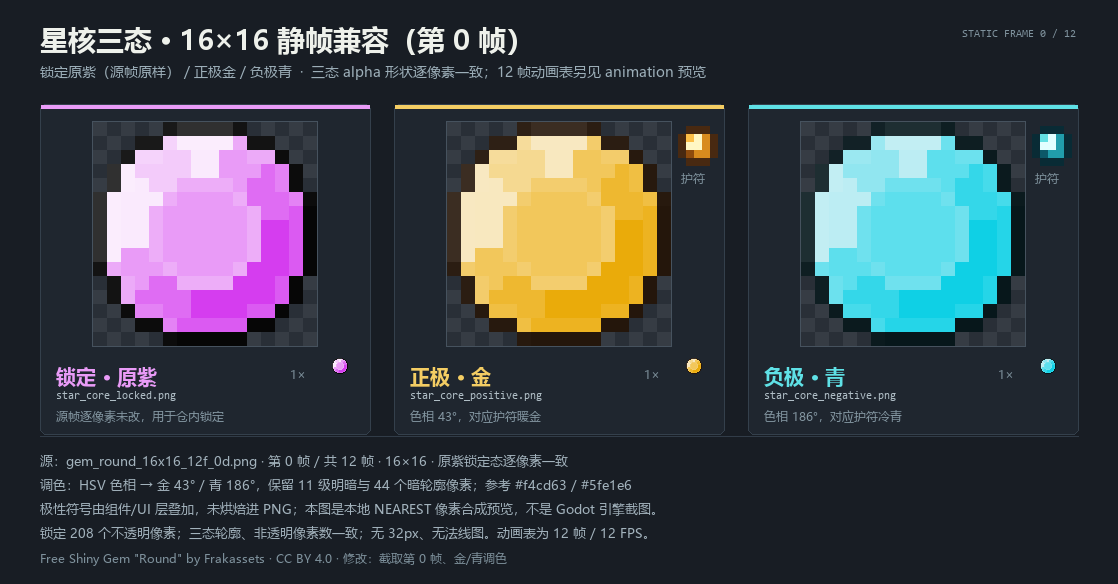 星核三态 • 16×16 静帧兼容（第 0 帧）
STATIC FRAME 0 / 12
锁定原紫（源帧原样） / 正极金 / 负极青 · 三态 alpha 形状逐像素一致；12 帧动画表另见 animation 预览
护符
护符
锁定 • 原紫
1×
star_core_locked.png
源帧逐像素未改，用于仓内锁定
正极 • 金
1×
star_core_positive.png
色相 43°，对应护符暖金
负极 • 青
1×
star_core_negative.png
色相 186°，对应护符冷青
源：gem_round_16x16_12f_0d.png · 第 0 帧 / 共 12 帧 · 16×16 · 原紫锁定态逐像素一致
调色：HSV 色相 → 金 43° / 青 186°，保留 11 级明暗与 44 个暗轮廓像素；参考 #f4cd63 / #5fe1e6
极性符号由组件/UI 层叠加，未烘焙进 PNG；本图是本地 NEAREST 像素合成预览，不是 Godot 引擎截图。
锁定 208 个不透明像素；三态轮廓、非透明像素数一致；无 32px、无法线图。动画表为 12 帧 / 12 FPS。
Free Shiny Gem "Round" by Frakassets · CC BY 4.0 · 修改：截取第 0 帧、金/青调色